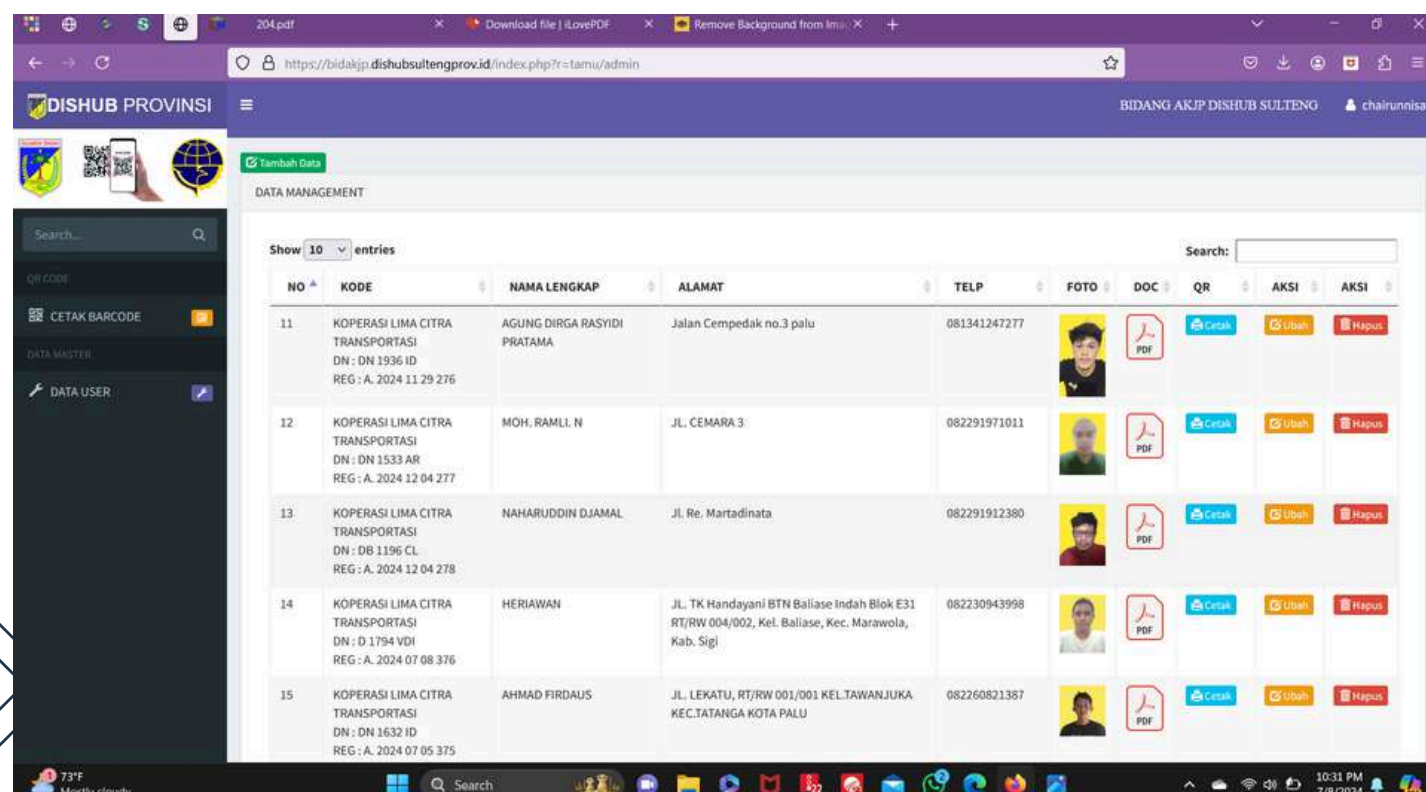 204.pdf
Download file | iLovePDF
Remove Background from Ima
https://bidakjp.dishubsultengprov.id/index.php?r=tamu/admin
DISHUB PROVINSI
BIDANG AKJP DISHUB SULTENG
chairunnisa
Tambah Data
DATA MANAGEMENT
Search...
QR CODE
CETAK BARCODE
DATA MASTER
DATA USER
Show 10 entries
Search:
NO KODE NAMA LENGKAP ALAMAT TELP FOTO DOC QR AKSI AKSI
11 KOPERASI LIMA CITRA AGUNG DIRGA RASYIDI Jalan Cempedak no.3 palu 081341247277 PDF Cetak Ubah Hapus
TRANSPORTASI PRATAMA
DN : DN 1936 ID
REG : A. 2024 11 29 276
12 KOPERASI LIMA CITRA MOH. RAMLI. N JL. CEMARA 3 082291971011 PDF Cetak Ubah Hapus
TRANSPORTASI
DN : DN 1533 AR
REG : A. 2024 12 04 277
13 KOPERASI LIMA CITRA NAHARUDDIN DJAMAL Jl. Re. Martadinata 082291912380 PDF Cetak Ubah Hapus
TRANSPORTASI
DN : DB 1196 CL
REG : A. 2024 12 04 278
14 KOPERASI LIMA CITRA HERIAWAN JL. TK Handayani BTN Baliase Indah Blok E31 082230943998 PDF Cetak Ubah Hapus
TRANSPORTASI RT/RW 004/002, Kel. Baliase, Kec. Marawola,
DN : D 1794 VDI Kab. Sigi
REG : A. 2024 07 08 376
15 KOPERASI LIMA CITRA AHMAD FIRDAUS JL. LEKATU, RT/RW 001/001 KEL.TAWANJUKA 082260821387 PDF Cetak Ubah Hapus
TRANSPORTASI KEC.TATANGA KOTA PALU
DN : DN 1632 ID
REG : A. 2024 07 05 375
73°F
Mostly cloudy
Search
10:31 PM
7/8/2024